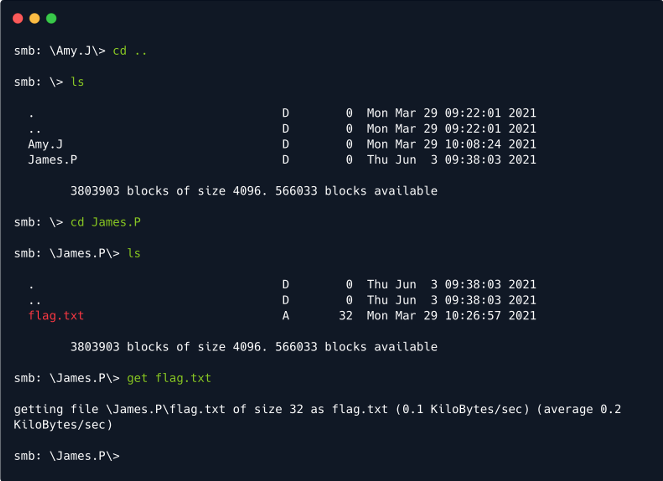 smb: \Amy.J\> cd ..
smb: \> ls
. D 0 Mon Mar 29 09:22:01 2021
.. D 0 Mon Mar 29 09:22:01 2021
Amy.J D 0 Mon Mar 29 10:08:24 2021
James.P D 0 Thu Jun 3 09:38:03 2021
3803903 blocks of size 4096. 566033 blocks available
smb: \> cd James.P
smb: \James.P\> ls
. D 0 Thu Jun 3 09:38:03 2021
.. D 0 Thu Jun 3 09:38:03 2021
flag.txt A 32 Mon Mar 29 10:26:57 2021
3803903 blocks of size 4096. 566033 blocks available
smb: \James.P\> get flag.txt
getting file \James.P\flag.txt of size 32 as flag.txt (0.1 KiloBytes/sec) (average 0.2
KiloBytes/sec)
smb: \James.P\>